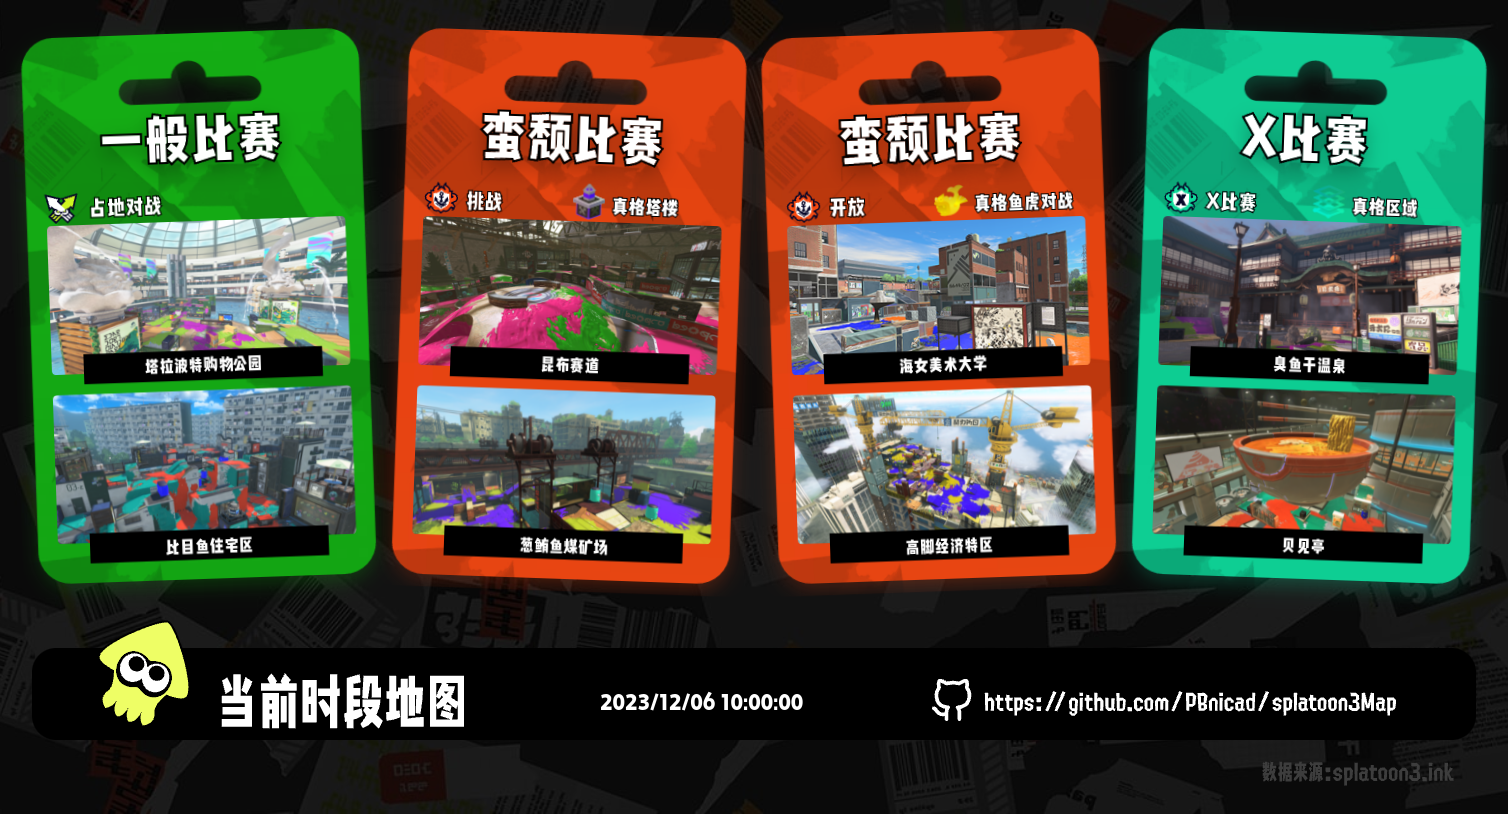 一般比赛
占地对战
塔拉波特购物公园
比目鱼住宅区
蛮颓比赛
挑战
真格塔楼
昆布赛道
葱鲔鱼煤矿场
蛮颓比赛
开放
真格鱼虎对战
海女美术大学
高脚经济特区
X比赛
X比赛
真格区域
臭鱼干温泉
贝见亭
当前时段地图
2023/12/06 10:00:00
https://github.com/PBnicad/splatoon3Map
数据来源:splatoon3.ink